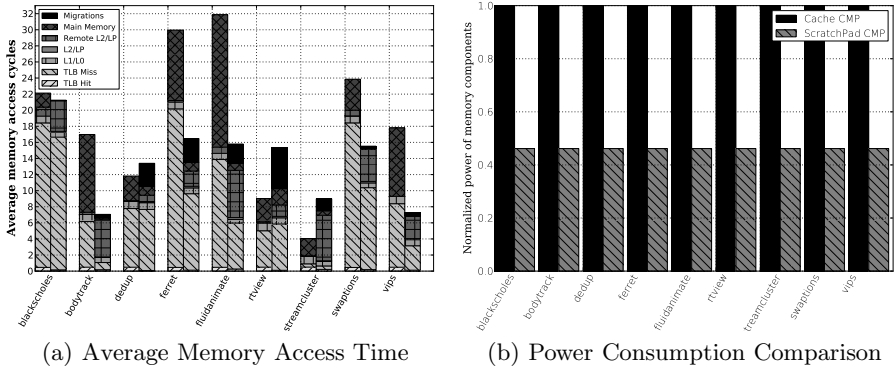 Average memory access cycles
32
30
28
26
24
22
20
18
16
14
12
10
8
6
4
2
0
Migrations
Main Memory
Remote L2/LP
L2/LP
L1/L0
TLB Miss
TLB Hit
blackscholes
bodytrack
dedup
ferret
fluidanimate
rtview
streamcluster
swaptions
vips
(a) Average Memory Access Time
Normalized power of memory components
1.0
0.8
0.6
0.4
0.2
0.0
Cache CMP
ScratchPad CMP
blackscholes
bodytrack
dedup
ferret
fluidanimate
rtview
treamcluster
swaptions
vips
(b) Power Consumption Comparison